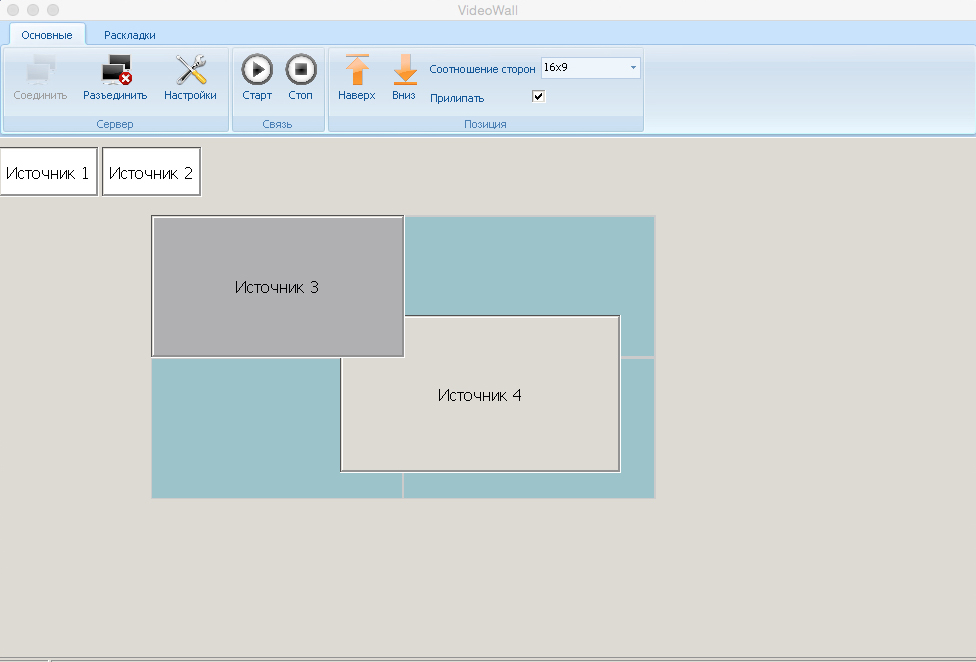 VideoWall
Основные Раскладки
Соединить Разъединить Настройки Старт Стоп Наверх Вниз Соотношение сторон 16x9
Прилипать
Сервер Связь Позиция
Источник 1 Источник 2
Источник 3
Источник 4